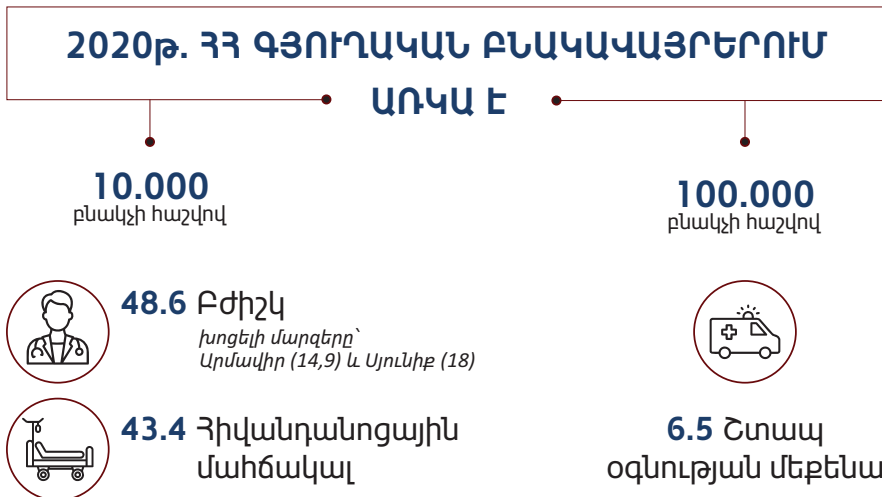 2020թ. ՀՀ ԳՅՈՒՂԱԿԱՆ ԲՆԱԿԱՎԱՅՐԵՐՈՒՄ
ԱՌԿԱ Է
10.000
բնակչի հաշվով
48.6 Բժիշկ
խոցելի մարզերը՝
Արմավիր (14,9) և Սյունիք (18)
43.4 Հիվանդանոցային
մահճակալ
100.000
բնակչի հաշվով
6.5 Շտապ
օգնության մեքենա